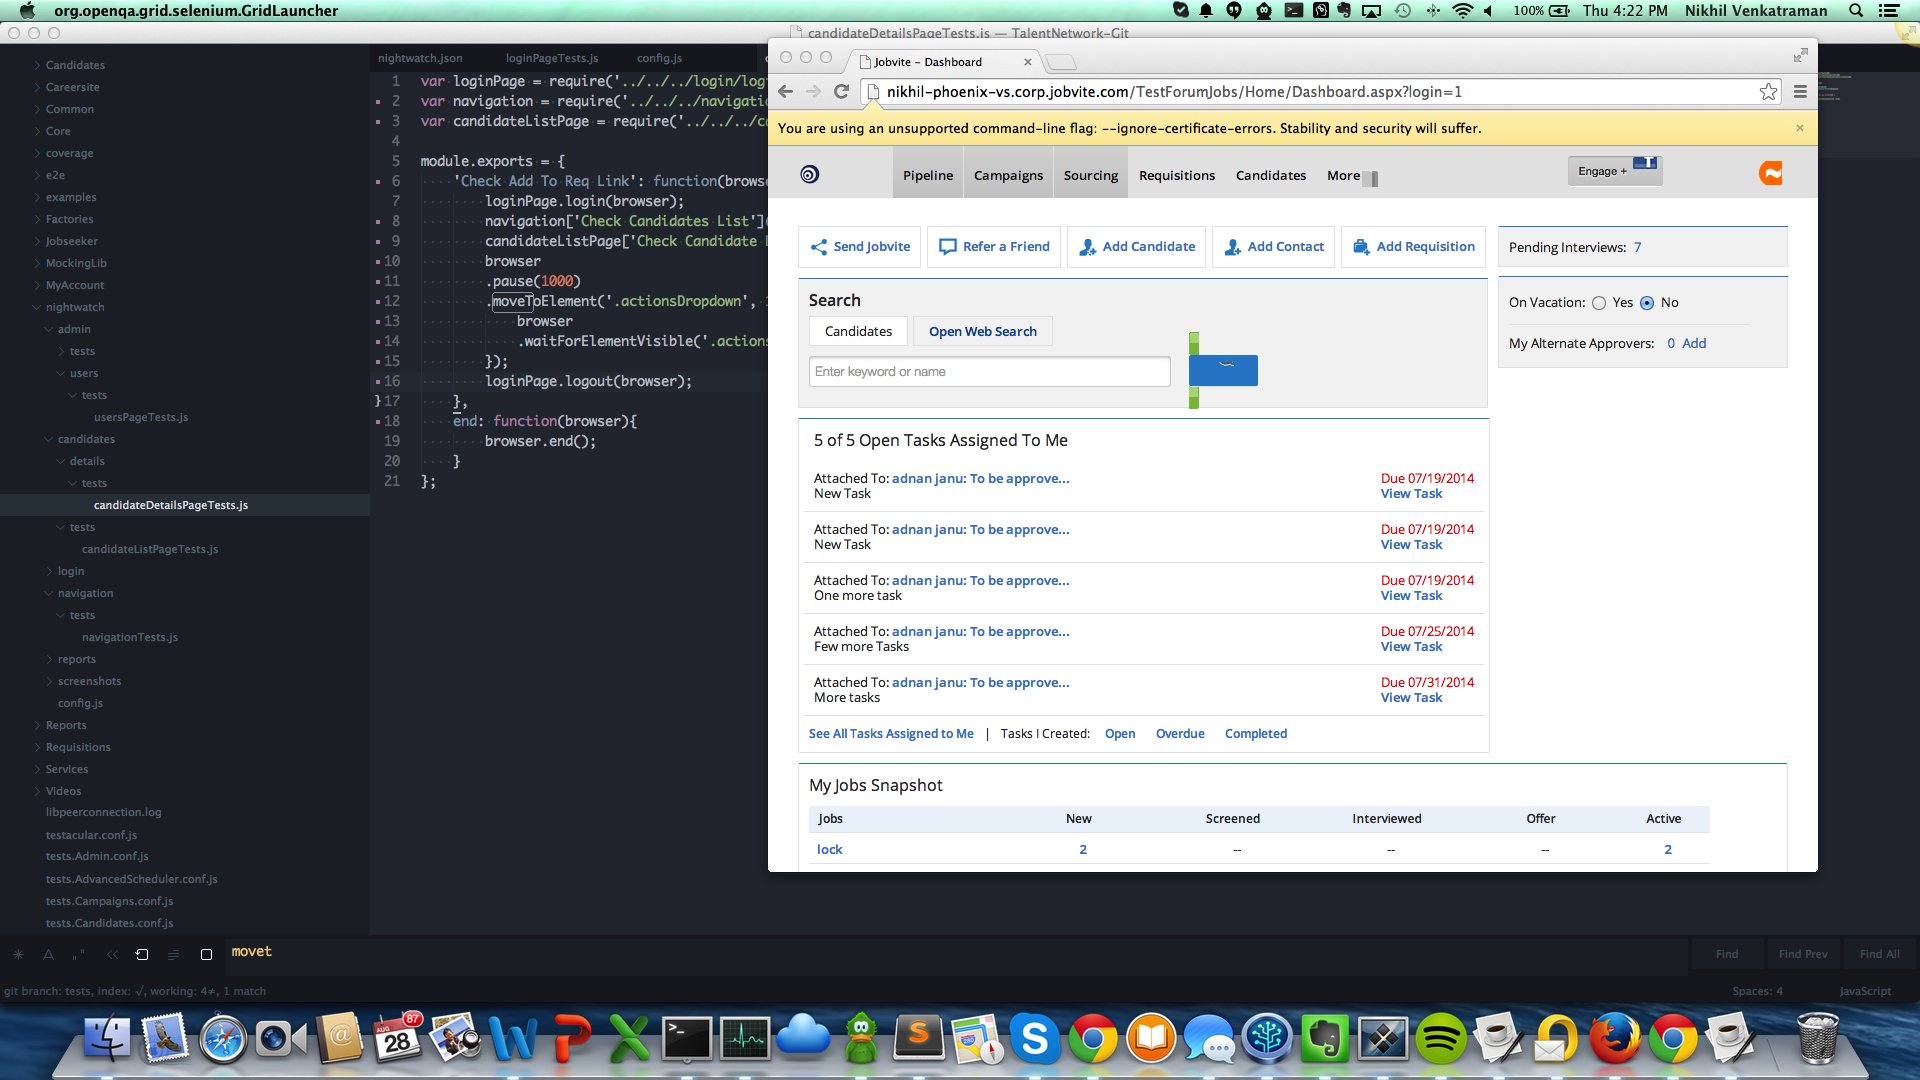 org.openqa.grid.selenium.GridLauncher
100%
Thu 4:22 PM
Nikhil Venkatraman
candidateDetailsPageTests.js — TalentNetwork-Git
Candidates
Careersite
Common
Core
coverage
e2e
examples
Factories
Jobseeker
MockingLib
MyAccount
nightwatch
admin
tests
users
tests
usersPageTests.js
candidates
details
tests
candidateDetailsPageTests.js
tests
candidateListPageTests.js
login
navigation
tests
navigationTests.js
reports
screenshots
config.js
Reports
Requisitions
Services
Videos
libpeerconnection.log
testacular.conf.js
tests.Admin.conf.js
tests.AdvancedScheduler.conf.js
tests.Campaigns.conf.js
tests.Candidates.conf.js
nightwatch.json
loginPageTests.js
config.js
1 var loginPage = require('../../../login/log
2 var navigation = require('../../../navigatio
3 var candidateListPage = require('../../../ca
4
5 module.exports = {
6 'Check Add To Req Link': function(browse
7 loginPage.login(browser);
8 navigation['Check Candidates List'](
9 candidateListPage['Check Candidate
10 browser
11 .pause(1000)
12 .moveToElement('.actionsDropdown',
13 browser
14 .waitForElementVisible('.actions
15 });
16 loginPage.logout(browser);
17 },
18 end: function(browser){
19 browser.end();
20 }
21 };
Jobvite – Dashboard
nikhil-phoenix-vs.corp.jobvite.com/TestForumJobs/Home/Dashboard.aspx?login=1
You are using an unsupported command-line flag: --ignore-certificate-errors. Stability and security will suffer.
Pipeline
Campaigns
Sourcing
Requisitions
Candidates
More
Engage +
Send Jobvite
Refer a Friend
Add Candidate
Add Contact
Add Requisition
Pending Interviews: 7
On Vacation: Yes No
My Alternate Approvers: 0 Add
Search
Candidates
Open Web Search
Enter keyword or name
5 of 5 Open Tasks Assigned To Me
Attached To: adnan janu: To be approve... Due 07/19/2014
New Task View Task
Attached To: adnan janu: To be approve... Due 07/19/2014
New Task View Task
Attached To: adnan janu: To be approve... Due 07/19/2014
One more task View Task
Attached To: adnan janu: To be approve... Due 07/25/2014
Few more Tasks View Task
Attached To: adnan janu: To be approve... Due 07/31/2014
More tasks View Task
See All Tasks Assigned to Me | Tasks I Created: Open Overdue Completed
My Jobs Snapshot
Jobs New Screened Interviewed Offer Active
lock 2 -- -- -- 2
movet
Find
Find Prev
Find All
git branch: tests, index: √, working: 4≠, 1 match
Spaces: 4
JavaScript
AUG
28
87